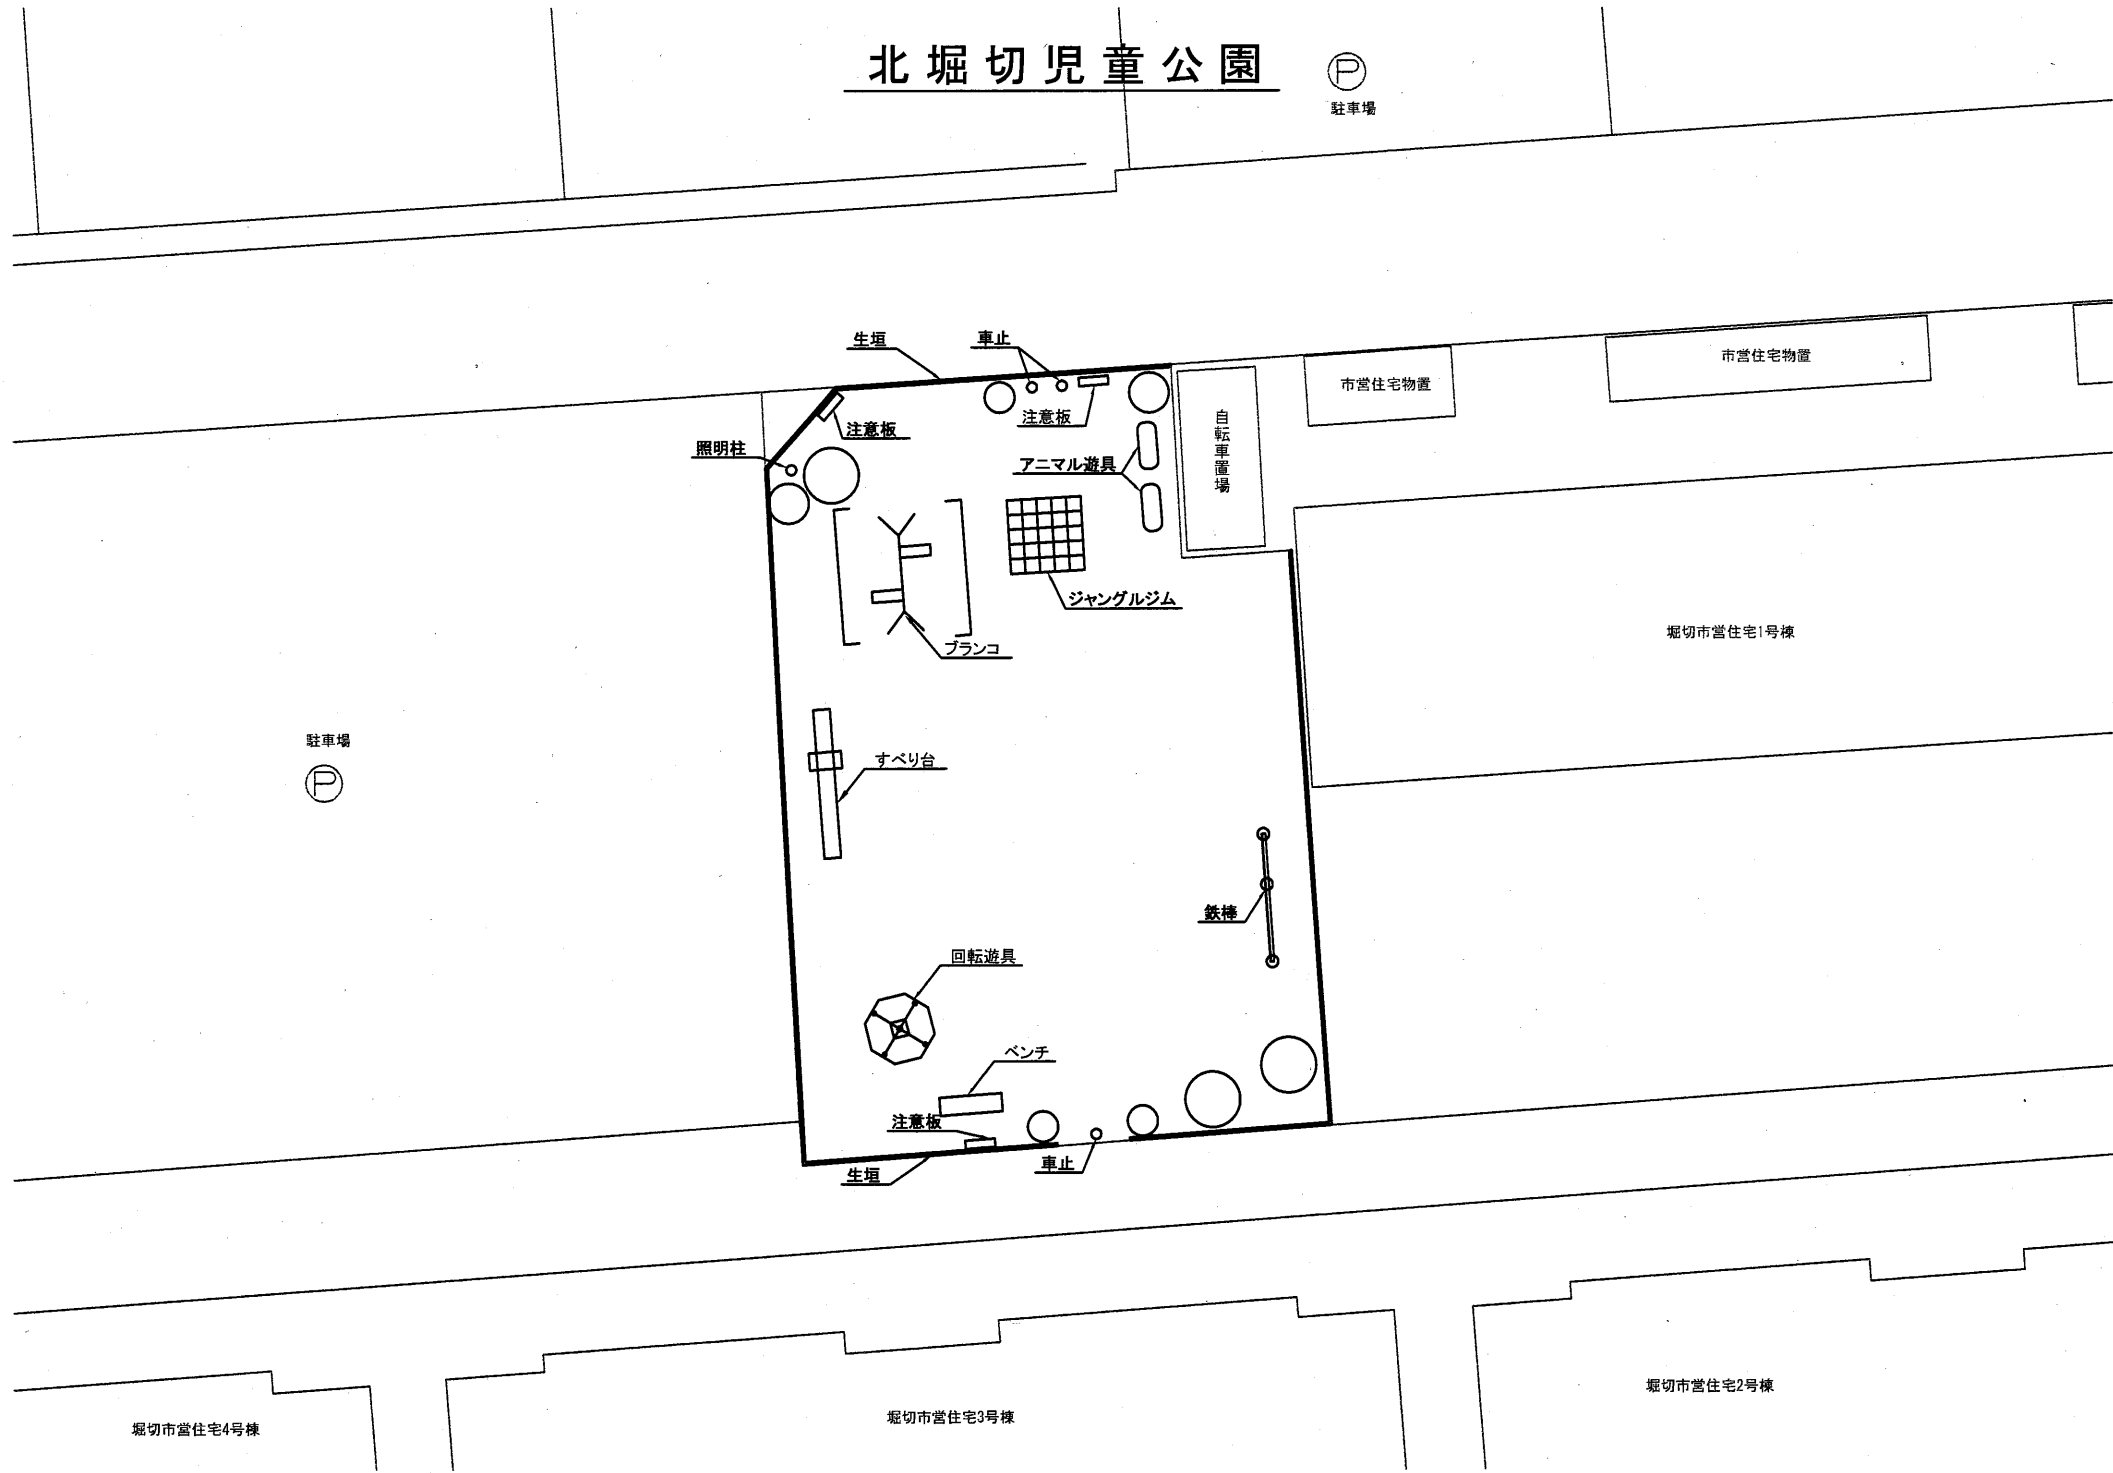 北堀切児童公園
P
駐車場
生垣
車止
市営住宅物置
市営住宅物置
注意板
注意板
自転車置場
照明柱
アニマル遊具
ジャングルジム
ブランコ
堀切市営住宅1号棟
駐車場
P
すべり台
鉄棒
回転遊具
ベンチ
注意板
車止
生垣
堀切市営住宅2号棟
堀切市営住宅3号棟
堀切市営住宅4号棟